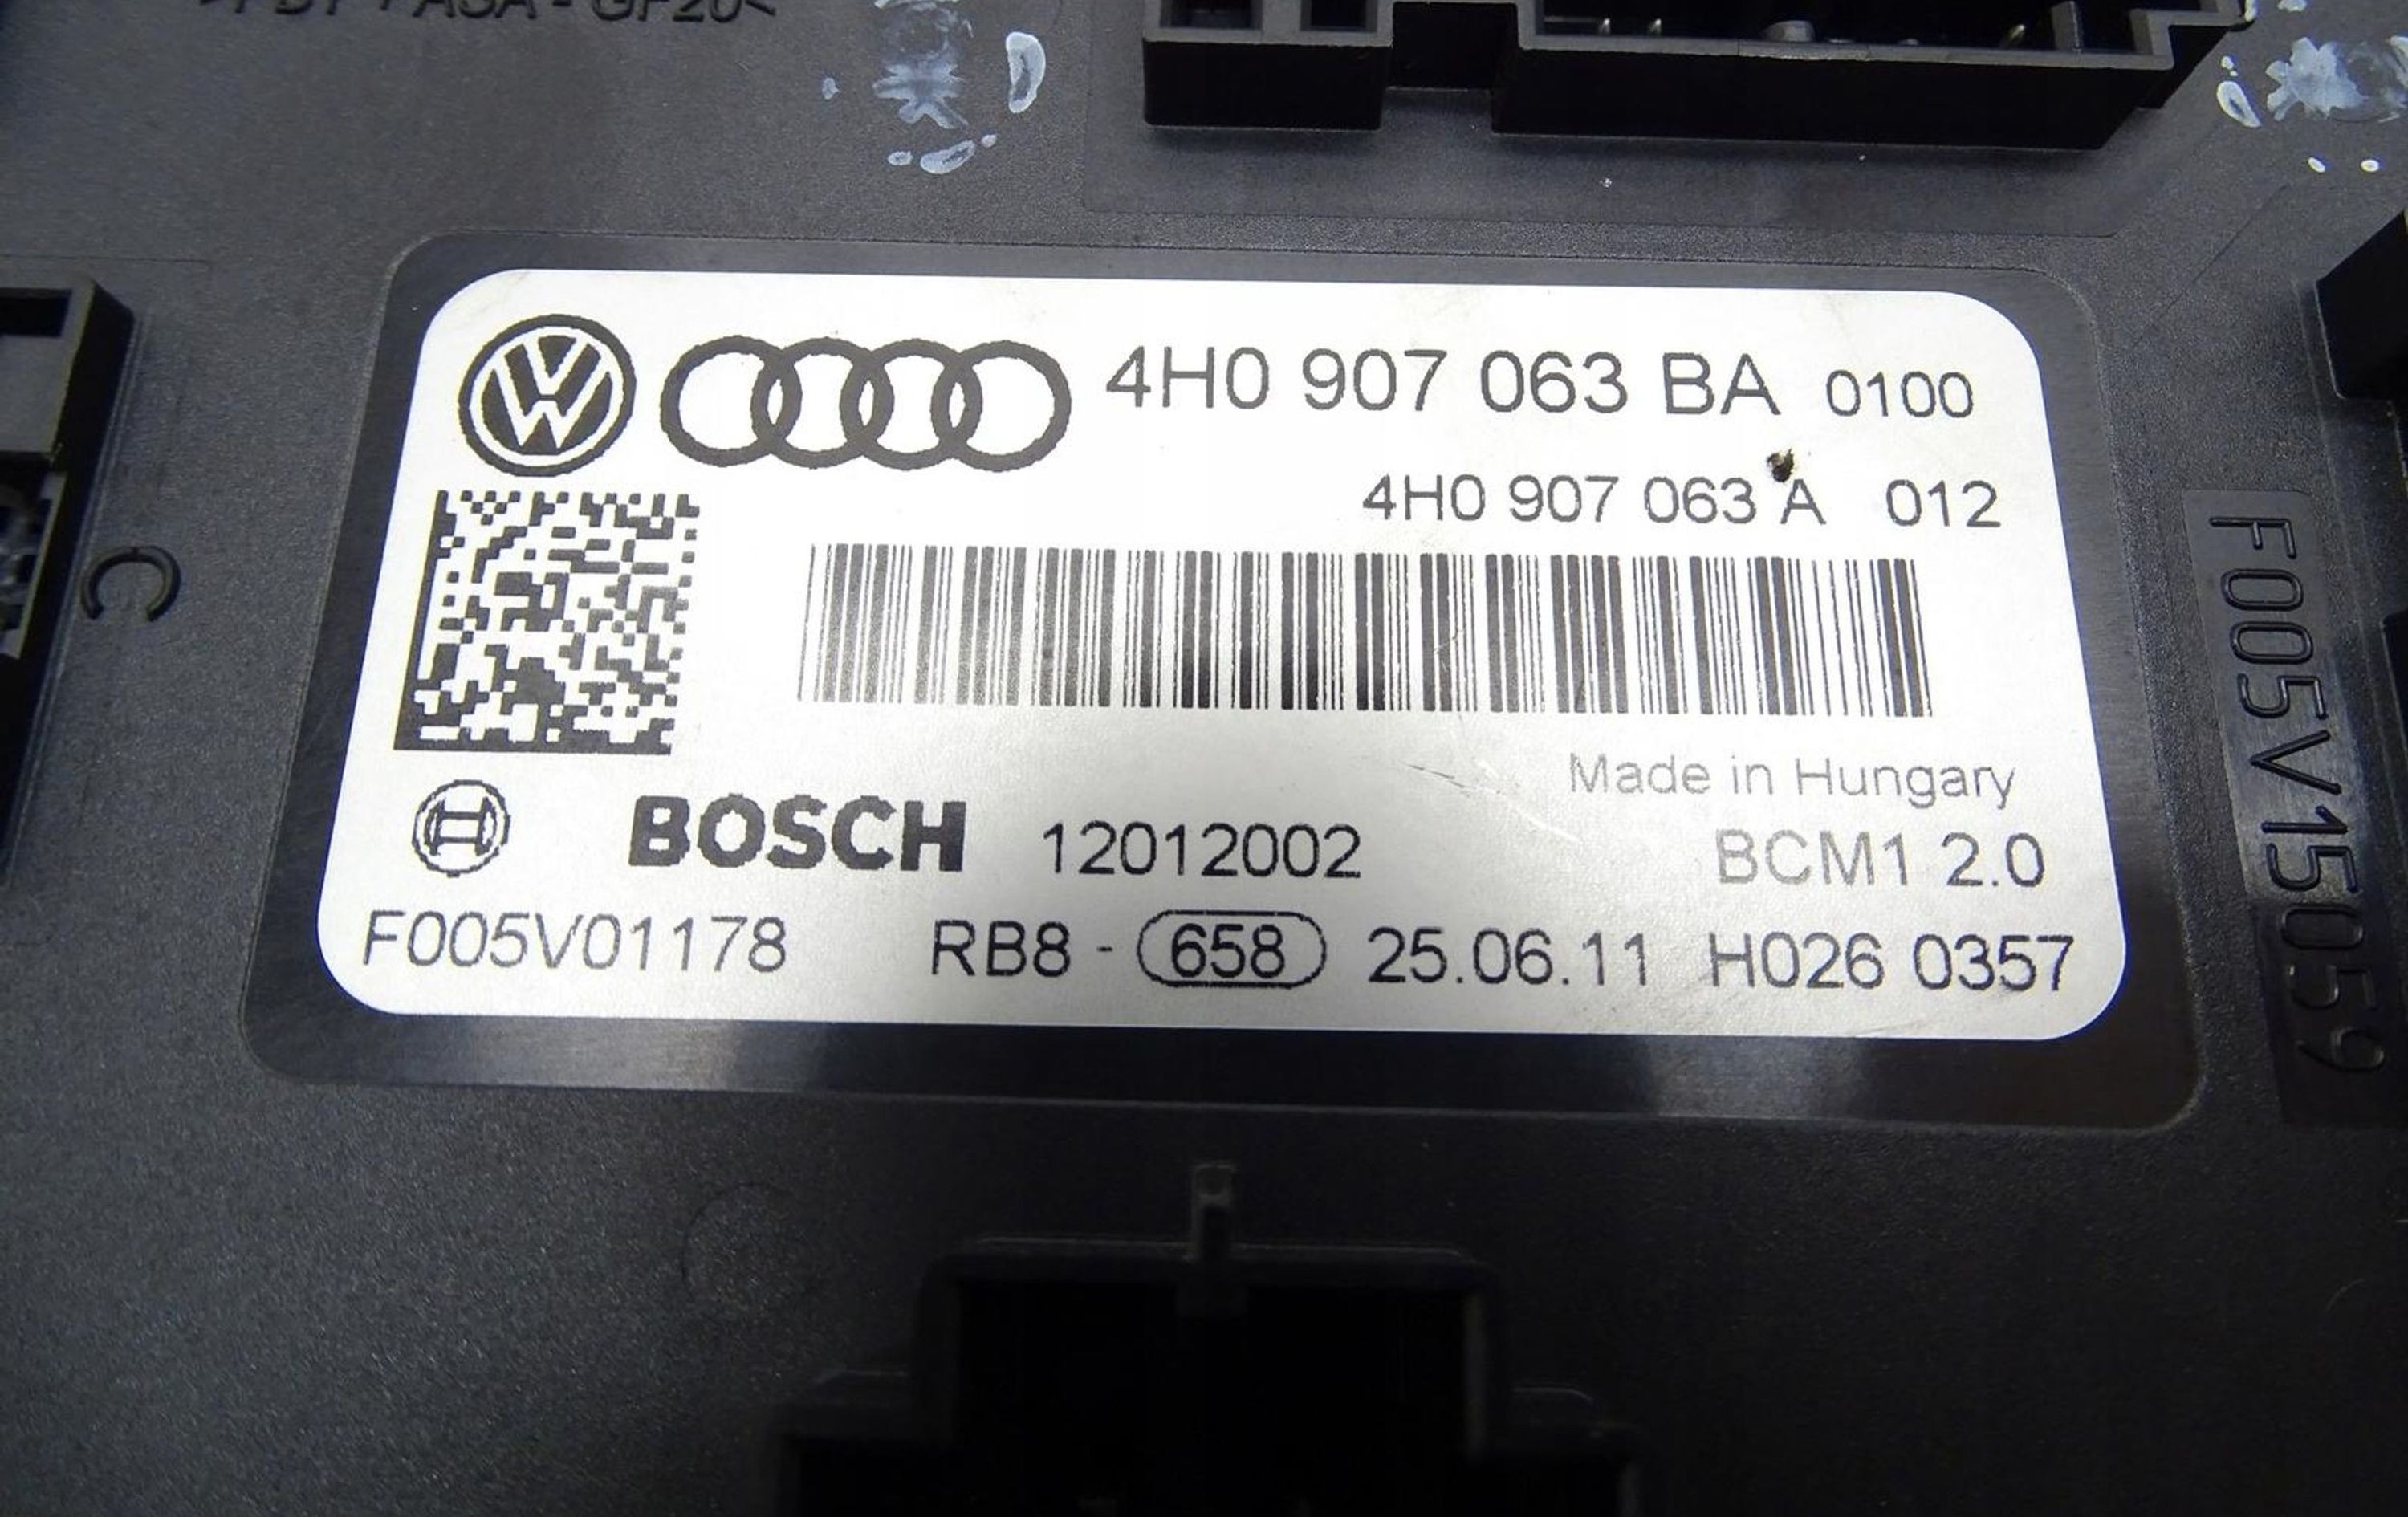 4H0 907 063 BA 0100
4H0 907 063 A 012
Made in Hungary
BOSCH 12012002 BCM1 2.0
F005V01178 RB8 - 658 25.06.11 H026 0357
F005V15059
C